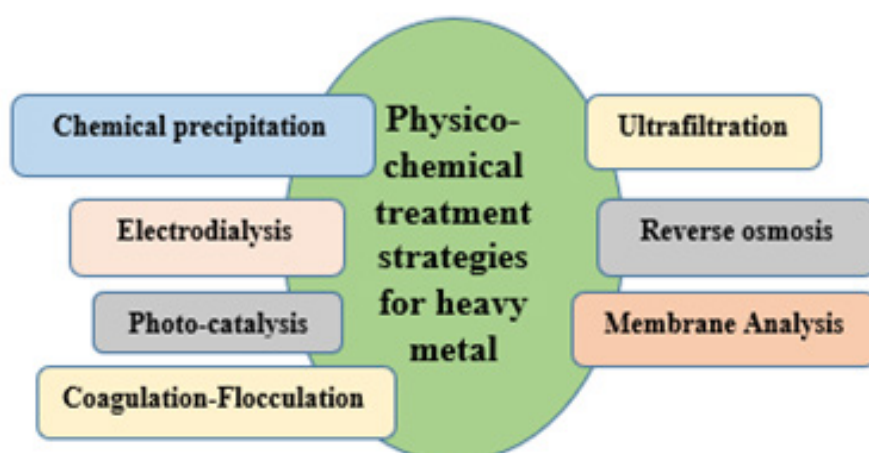 Chemical precipitation
Electrodialysis
Photo-catalysis
Coagulation-Flocculation
Physico-
chemical
treatment
strategies
for heavy
metal
Ultrafiltration
Reverse osmosis
Membrane Analysis